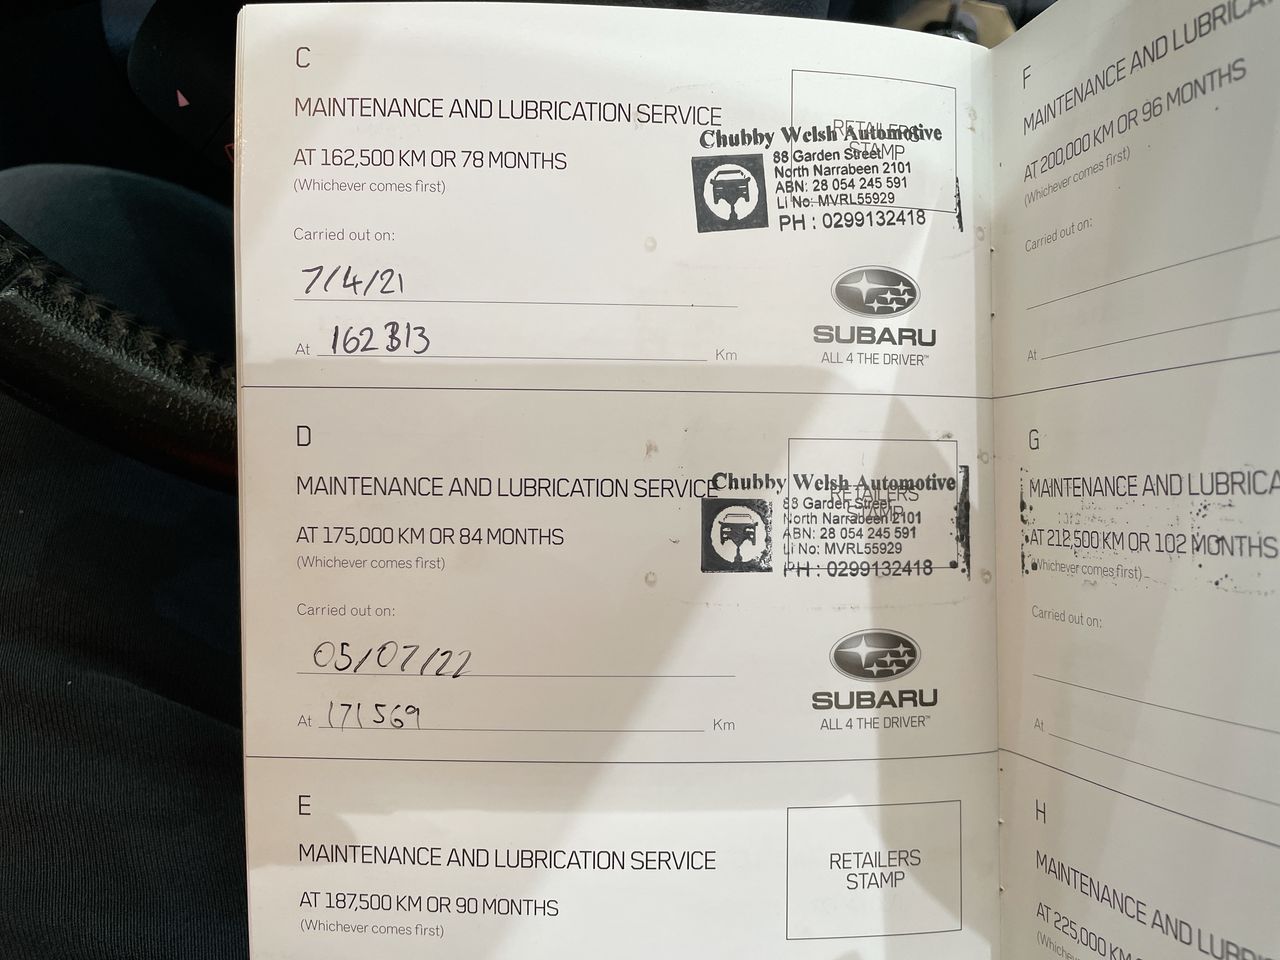 C
MAINTENANCE AND LUBRICATION SERVICE
AT 162,500 KM OR 78 MONTHS
(Whichever comes first)
Carried out on:
7/4/21
At 162813 Km
RETAILERS
STAMP
Chubby Welsh Automotive
88 Garden Street
North Narrabeen 2101
ABN: 28 054 245 591
Li No: MVRL55929
PH : 0299132418
SUBARU
ALL 4 THE DRIVER™
D
MAINTENANCE AND LUBRICATION SERVICE
AT 175,000 KM OR 84 MONTHS
(Whichever comes first)
Carried out on:
05/07/22
At 171569 Km
RETAILERS
STAMP
Chubby Welsh Automotive
88 Garden Street
North Narrabeen 2101
ABN: 28 054 245 591
Li No: MVRL55929
PH : 0299132418
SUBARU
ALL 4 THE DRIVER™
E
MAINTENANCE AND LUBRICATION SERVICE
AT 187,500 KM OR 90 MONTHS
(Whichever comes first)
RETAILERS
STAMP
F
MAINTENANCE AND LUBRICA
AT 200,000 KM OR 96 MONTHS
(Whichever comes first)
Carried out on:
At
G
MAINTENANCE AND LUBRICA
AT 212,500 KM OR 102 MONTHS
(Whichever comes first)
Carried out on:
At
H
MAINTENANCE AND LUBRIC
AT 225,000 KM
(Whichev